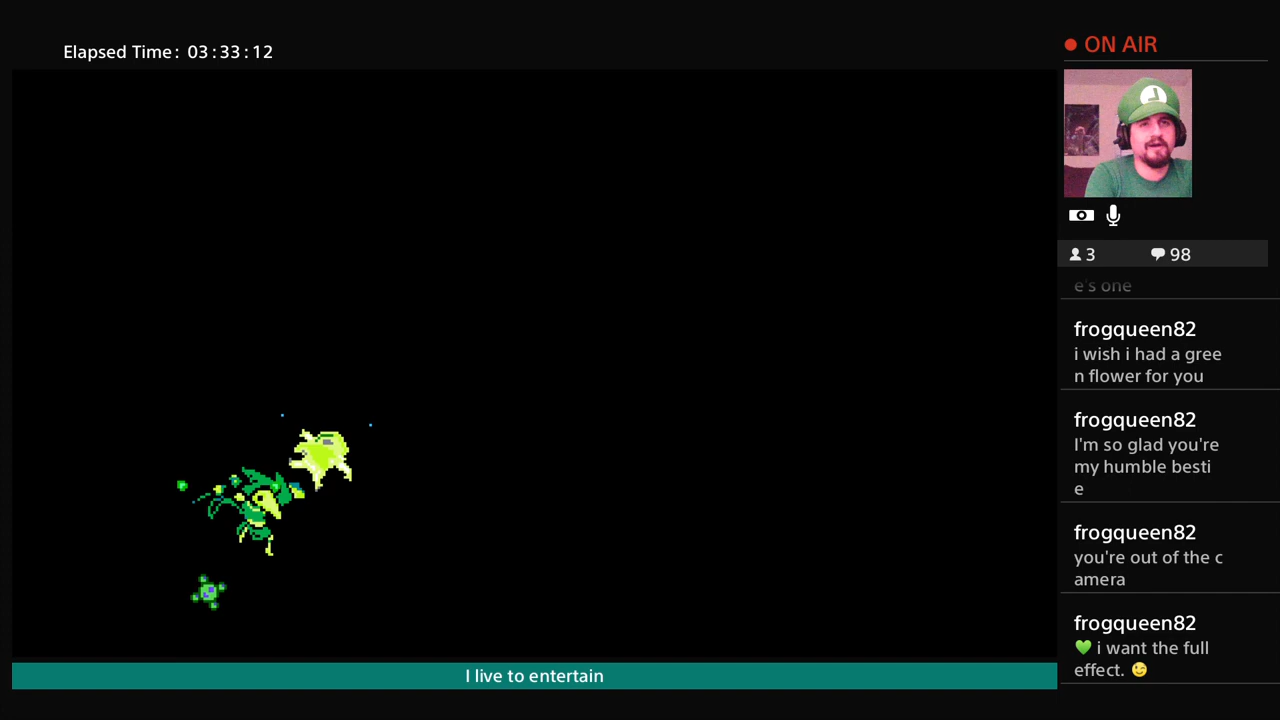 Elapsed Time: 03:33:12
ON AIR
3 98
e's one
frogqueen82
i wish i had a gree
n flower for you
frogqueen82
I'm so glad you're
my humble besti
e
frogqueen82
you're out of the c
amera
frogqueen82
💚 i want the full
effect. 😉
I live to entertain